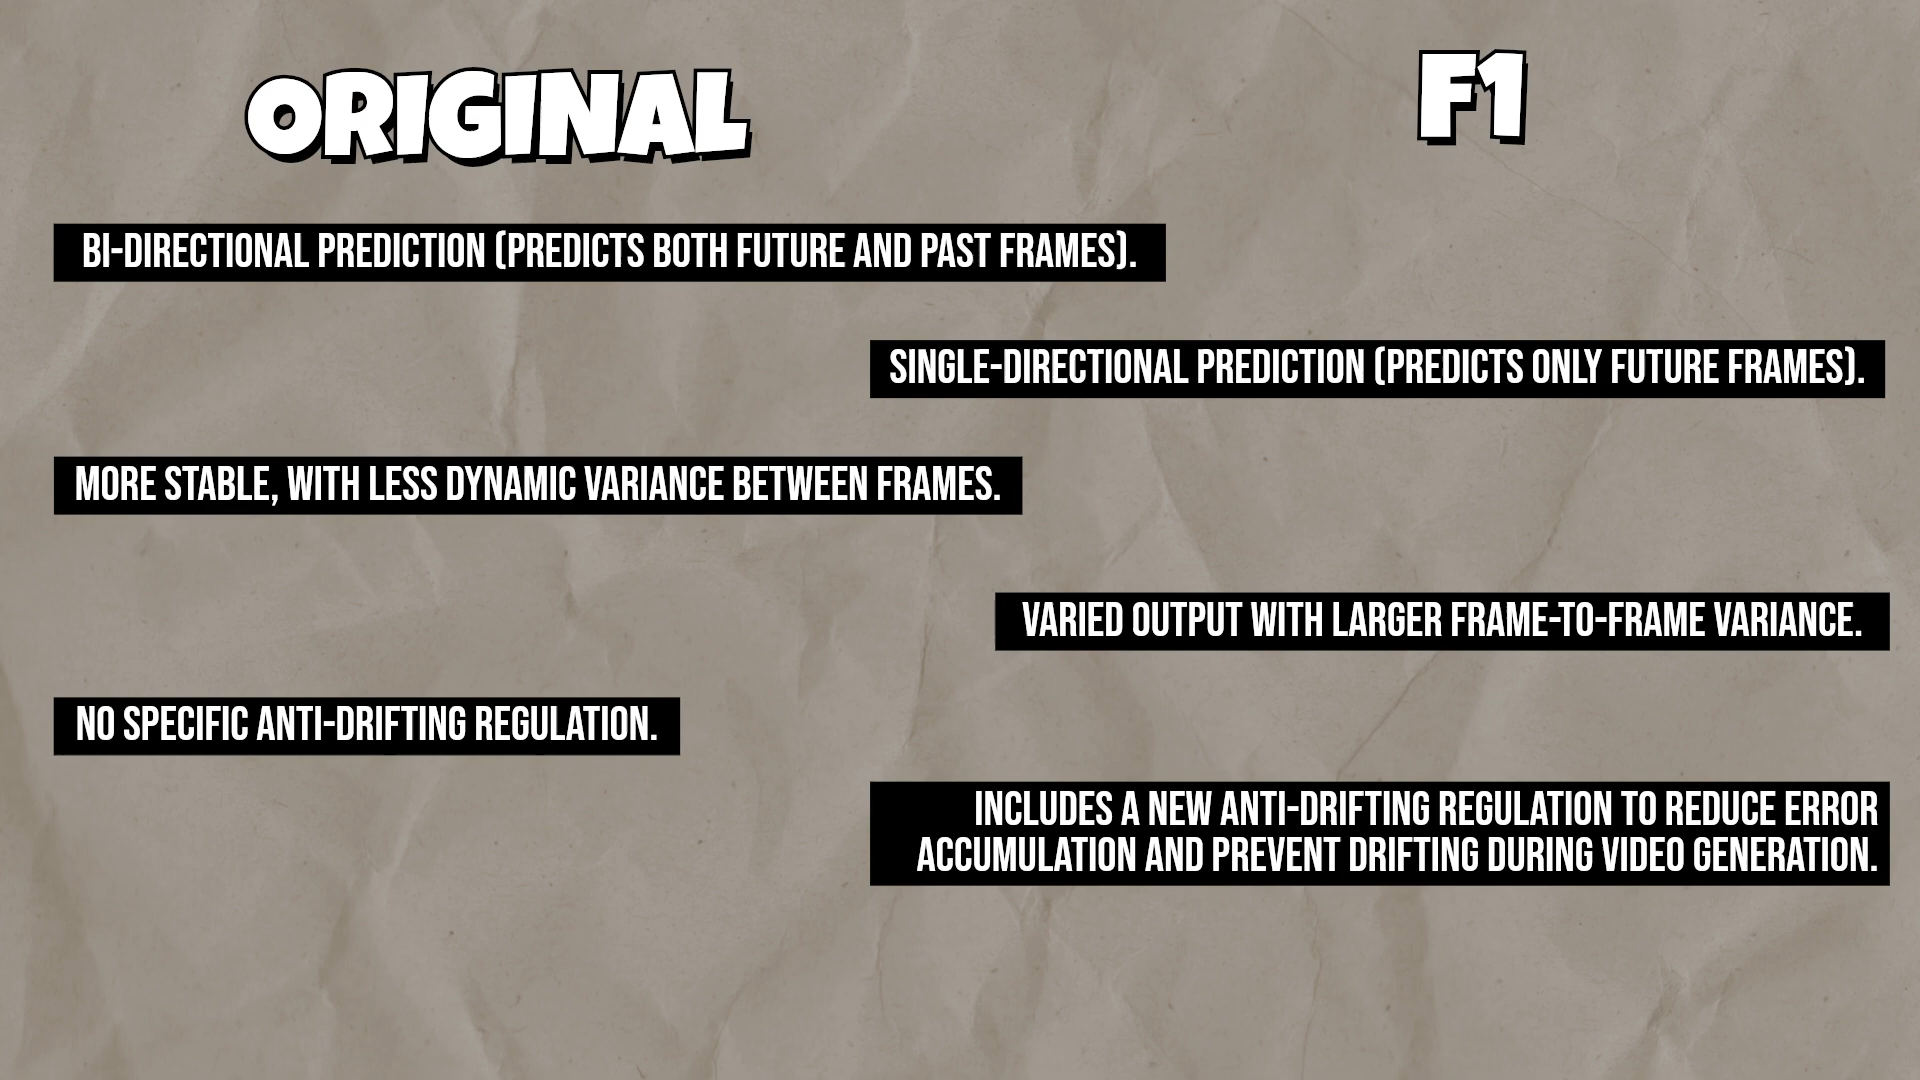 ORIGINAL
F1
BI-DIRECTIONAL PREDICTION (PREDICTS BOTH FUTURE AND PAST FRAMES).
SINGLE-DIRECTIONAL PREDICTION (PREDICTS ONLY FUTURE FRAMES).
MORE STABLE, WITH LESS DYNAMIC VARIANCE BETWEEN FRAMES.
VARIED OUTPUT WITH LARGER FRAME-TO-FRAME VARIANCE.
NO SPECIFIC ANTI-DRIFTING REGULATION.
INCLUDES A NEW ANTI-DRIFTING REGULATION TO REDUCE ERROR
ACCUMULATION AND PREVENT DRIFTING DURING VIDEO GENERATION.